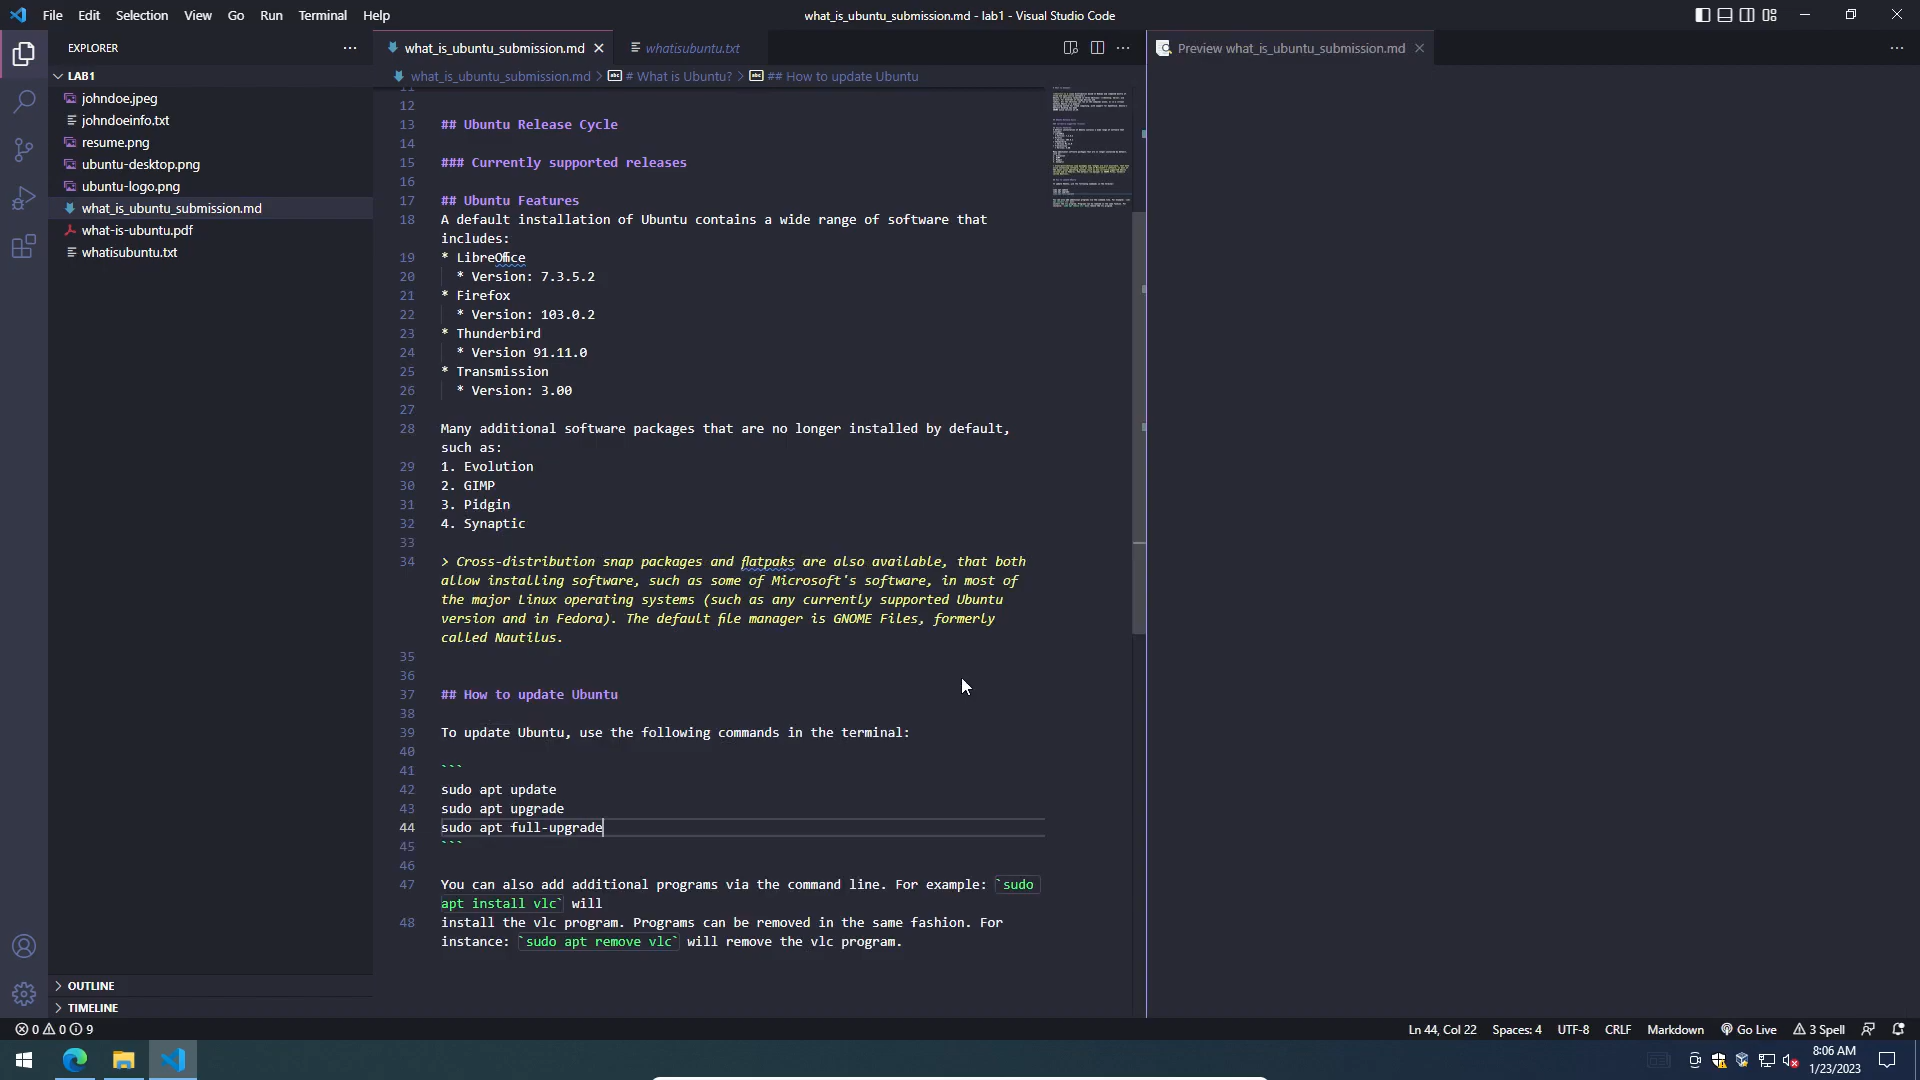 File Edit Selection View Go Run Terminal Help
what_is_ubuntu_submission.md - lab1 - Visual Studio Code
EXPLORER
LAB1
johndoe.jpeg
johndoeinfo.txt
resume.png
ubuntu-desktop.png
ubuntu-logo.png
what_is_ubuntu_submission.md
what-is-ubuntu.pdf
whatisubuntu.txt
OUTLINE
TIMELINE
what_is_ubuntu_submission.md
whatisubuntu.txt
what_is_ubuntu_submission.md > # What is Ubuntu? > ## How to update Ubuntu
11
12
13 ## Ubuntu Release Cycle
14
15 ### Currently supported releases
16
17 ## Ubuntu Features
18 A default installation of Ubuntu contains a wide range of software that
includes:
19 * LibreOffice
20 * Version: 7.3.5.2
21 * Firefox
22 * Version: 103.0.2
23 * Thunderbird
24 * Version 91.11.0
25 * Transmission
26 * Version: 3.00
27
28 Many additional software packages that are no longer installed by default,
such as:
29 1. Evolution
30 2. GIMP
31 3. Pidgin
32 4. Synaptic
33
34 > Cross-distribution snap packages and flatpaks are also available, that both
allow installing software, such as some of Microsoft's software, in most of
the major Linux operating systems (such as any currently supported Ubuntu
version and in Fedora). The default file manager is GNOME Files, formerly
called Nautilus.
35
36
37 ## How to update Ubuntu
38
39 To update Ubuntu, use the following commands in the terminal:
40
41 ```
42 sudo apt update
43 sudo apt upgrade
44 sudo apt full-upgrade
45 ```
46
47 You can also add additional programs via the command line. For example: `sudo
apt install vlc` will
48 install the vlc program. Programs can be removed in the same fashion. For
instance: `sudo apt remove vlc` will remove the vlc program.
Preview what_is_ubuntu_submission.md
0 0 9
Ln 44, Col 22 Spaces: 4 UTF-8 CRLF Markdown Go Live 3 Spell
8:06 AM
1/23/2023